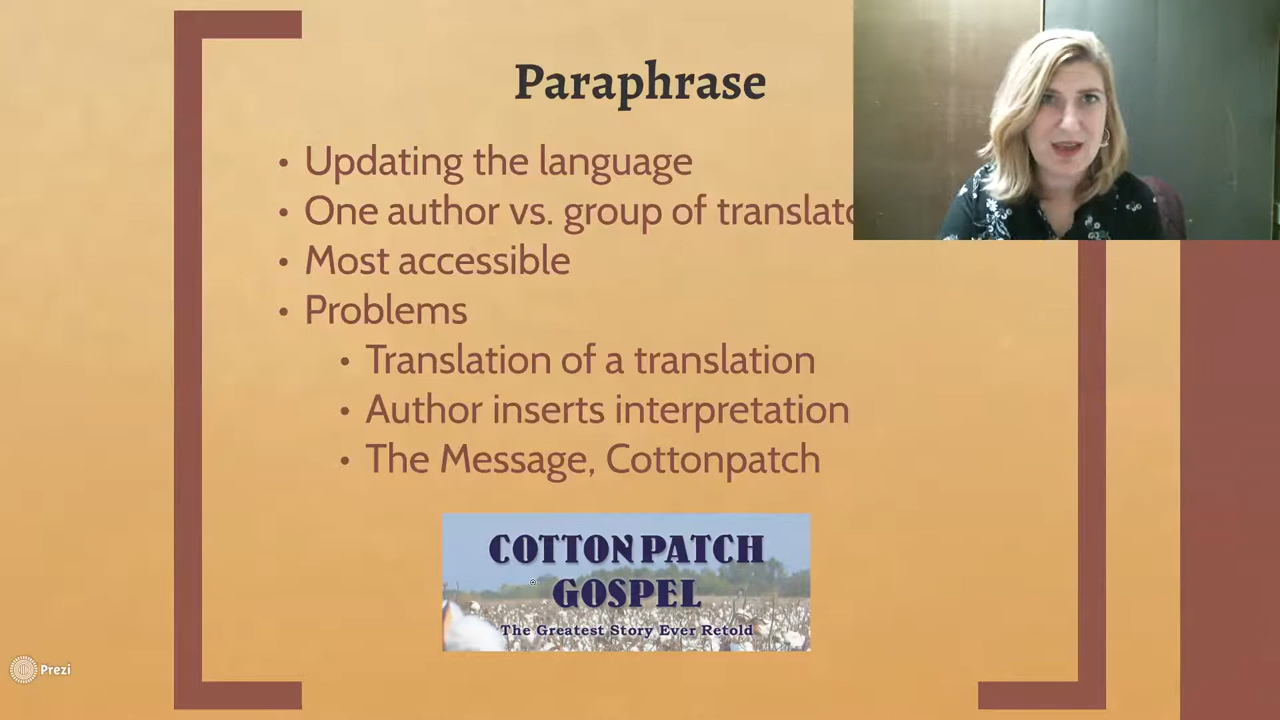 Paraphrase
• Updating the language
• One author vs. group of
• Most accessible
• Problems
• Translation of a translation
• Author inserts interpretation
• The Message, Cottonpatch
COTTON PATCH
GOSPEL
The Greatest Story Ever Retold
Prezi